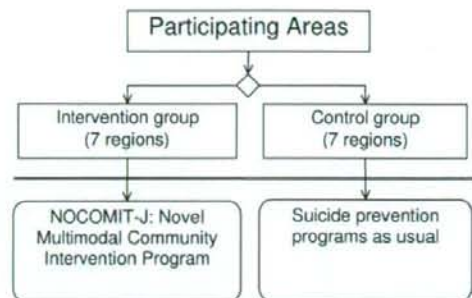 Participating Areas
Intervention group
(7 regions)
Control group
(7 regions)
NOCOMIT-J: Novel
Multimodal Community
Intervention Program
Suicide prevention
programs as usual